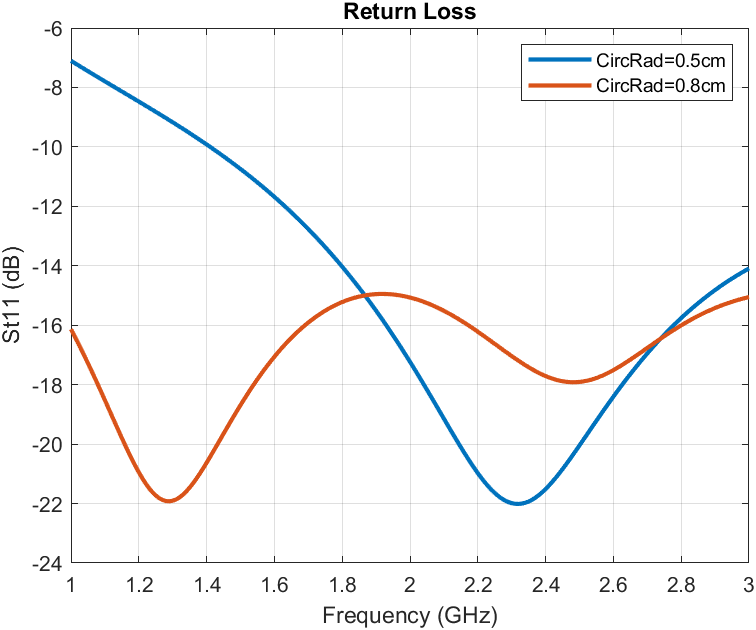 Return Loss
CircRad=0.5cm
CircRad=0.8cm
-6
-8
-10
-12
-14
-16
-18
-20
-22
-24
St11 (dB)
1 1.2 1.4 1.6 1.8 2 2.2 2.4 2.6 2.8 3
Frequency (GHz)